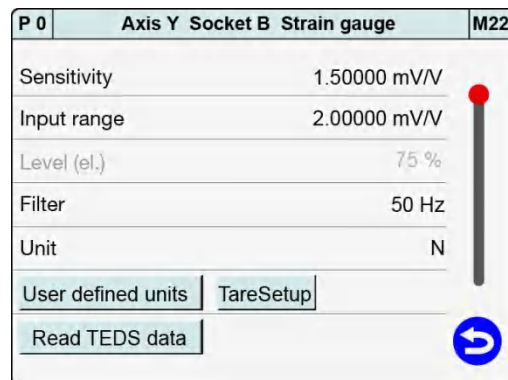 P 0 Axis Y Socket B Strain gauge M22
Sensitivity 1.50000 mV/V
Input range 2.00000 mV/V
Level (el.) 75 %
Filter 50 Hz
Unit N
User defined units TareSetup
Read TEDS data